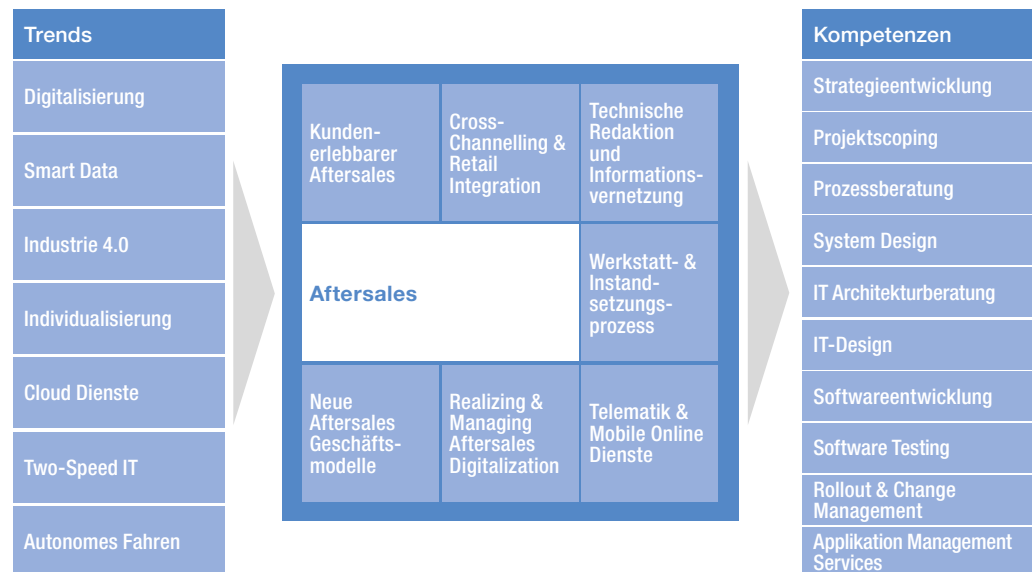 Trends
Digitalisierung
Smart Data
Industrie 4.0
Individualisierung
Cloud Dienste
Two-Speed IT
Autonomes Fahren
Kunden-
erlebbarer
Aftersales
Cross-
Channelling &
Retail
Integration
Technische
Redaktion
und
Informations-
vernetzung
Aftersales
Werkstatt- &
Instand-
setzungs-
prozess
Neue
Aftersales
Geschäfts-
modelle
Realizing &
Managing
Aftersales
Digitalization
Telematik &
Mobile Online
Dienste
Kompetenzen
Strategieentwicklung
Projektscoping
Prozessberatung
System Design
IT Architekturberatung
IT-Design
Softwareentwicklung
Software Testing
Rollout & Change
Management
Applikation Management
Services